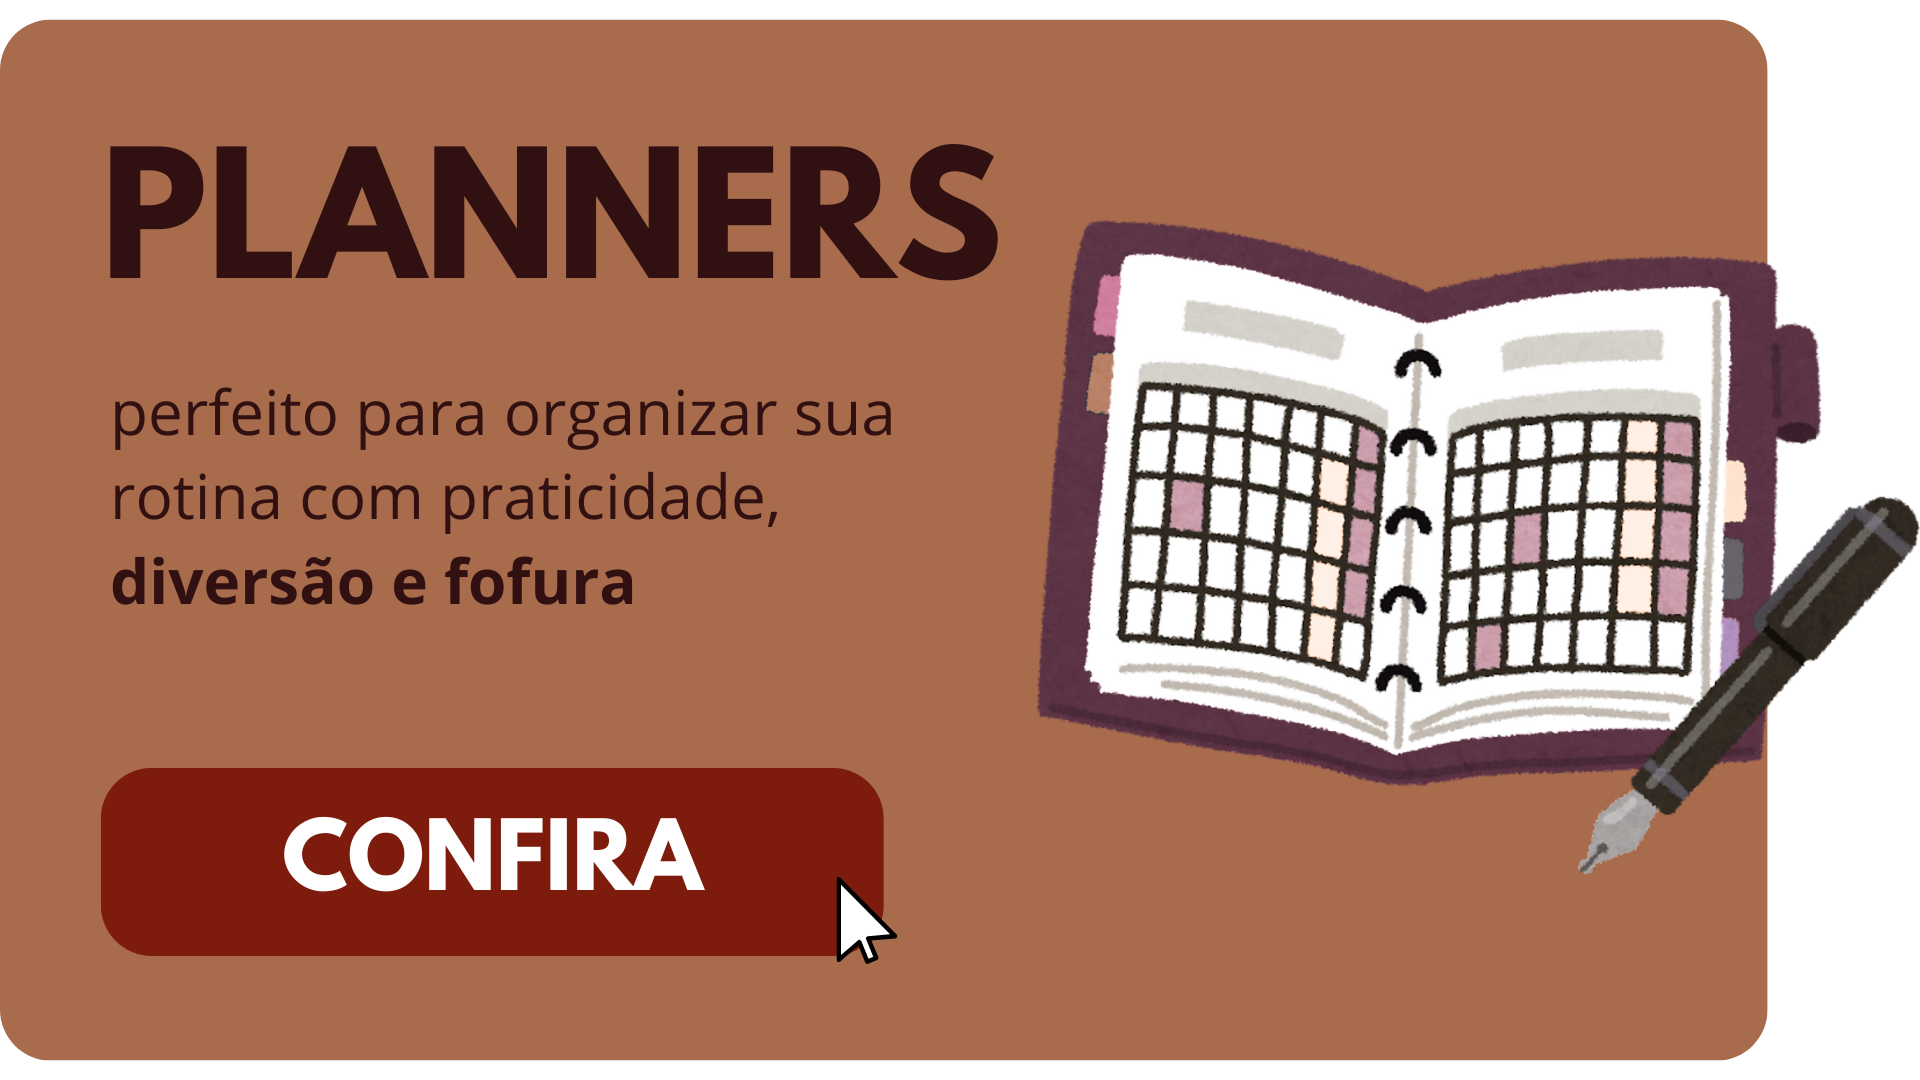 PLANNERS
perfeito para organizar sua
rotina com praticidade,
diversão e fofura
CONFIRA